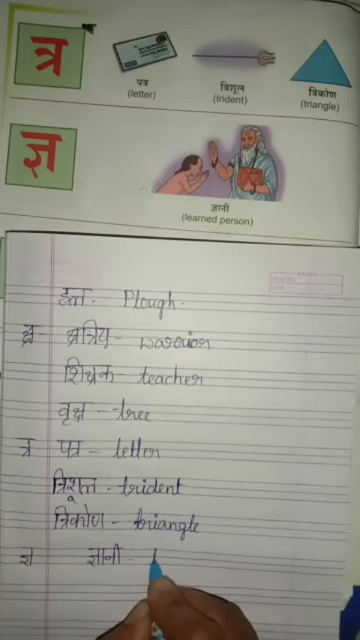 त्र
पत्र त्रिशूल त्रिकोण
(letter) (trident) (triangle)
ज्ञ
ज्ञानी
(learned person)
हल. Plough.
क्ष क्षत्रिय - warrior
शिक्षक - teacher
वृक्ष - tree
त्र पत्र - letter
त्रिशूल - trident
त्रिकोण - triangle
ज्ञ ज्ञानी -